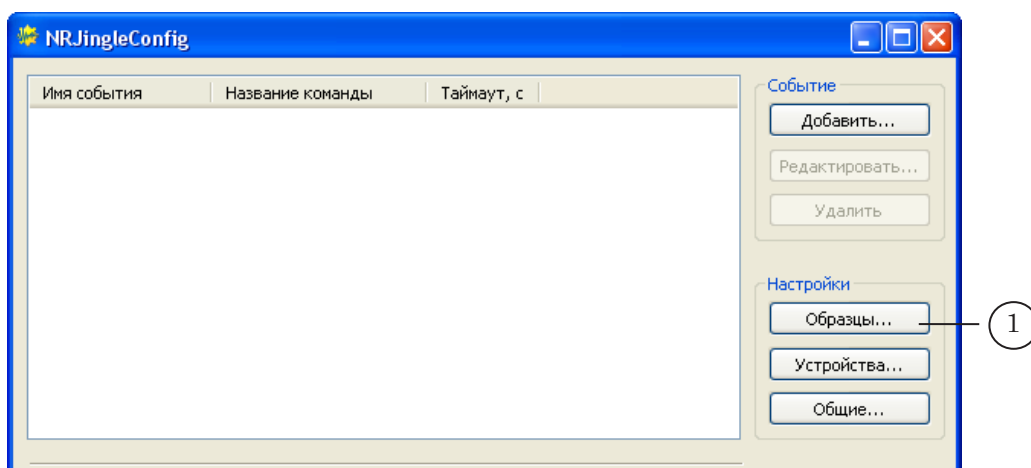 NRJingleConfig
Имя события Название команды Таймаут, с
Событие
Добавить...
Редактировать...
Удалить
Настройки
Образцы...
1
Устройства...
Общие...